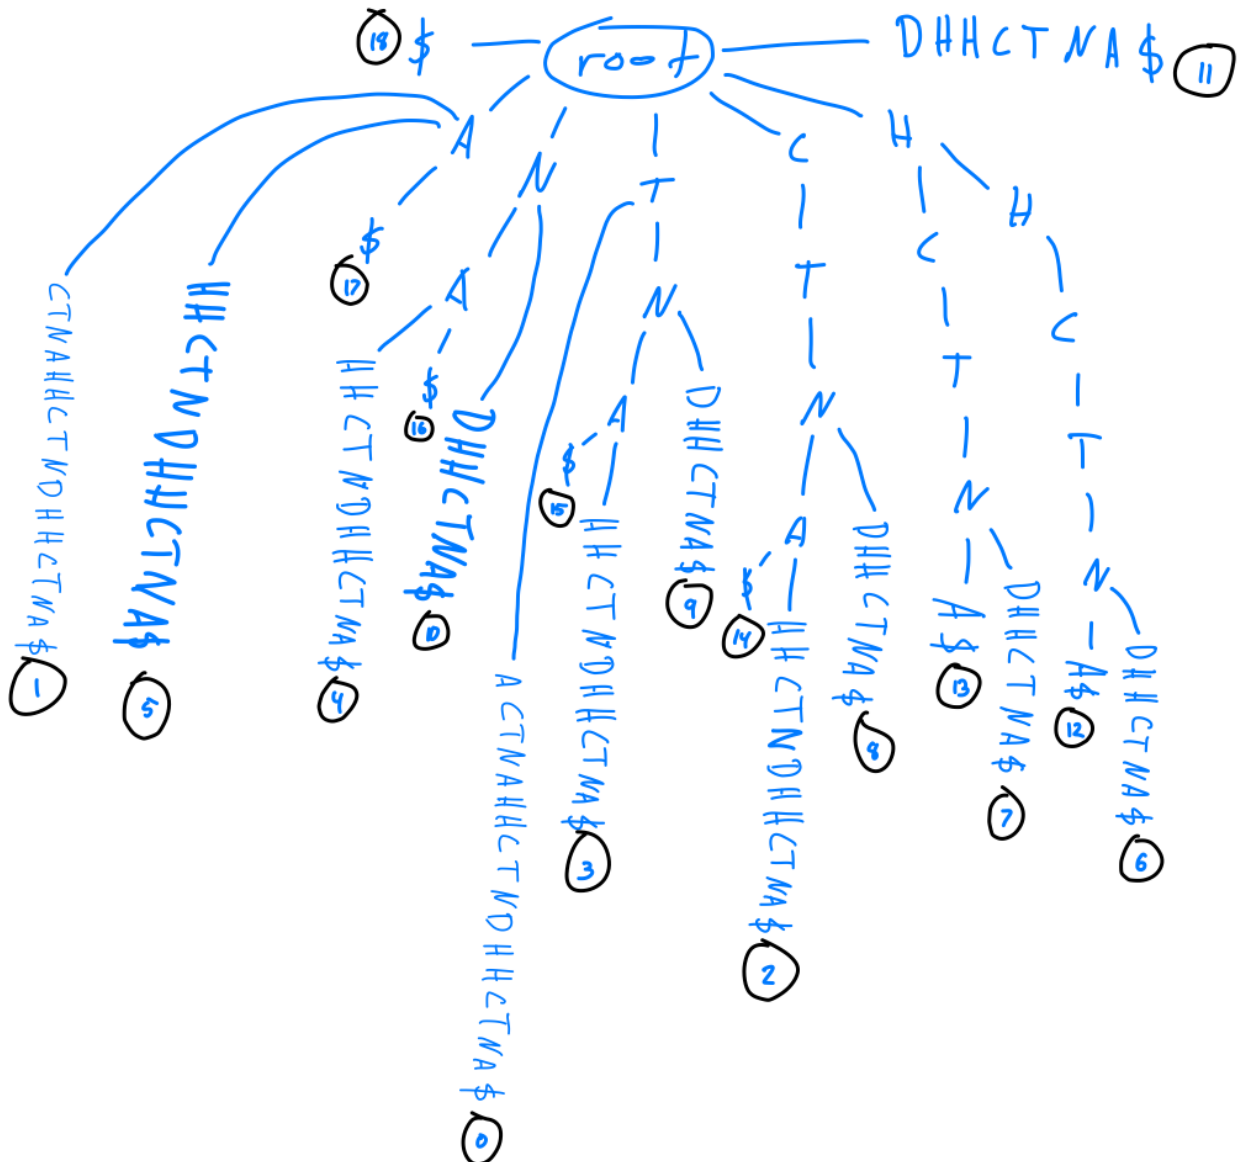 18 $
root
DHHCTNA$ 11
A
CTNAHHCTNDHHCTNA$
1
HHCTNDHHCTNA$
5
$
17
N
A
HHCTNDHHCTNA$
4
$
16
DHHCTNA$
10
T
ACTNAHHCTNDHHCTNA$
0
N
A
$
15
HHCTNDHHCTNA$
3
DHHCTNA$
9
C
T
N
A
$
14
HHCTNDHHCTNA$
2
DHHCTNA$
8
H
C
T
N
A$
13
DHHCTNA$
7
H
C
T
N
A$
12
DHHCTNA$
6